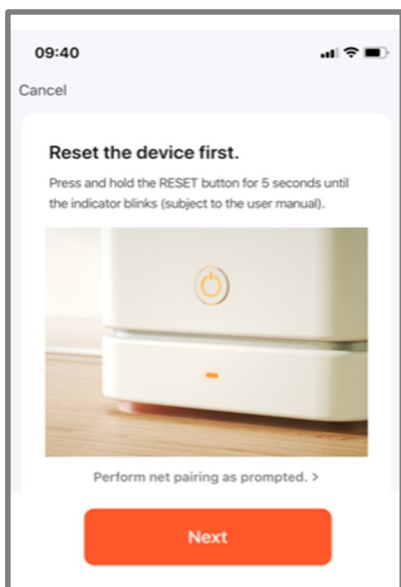 09:40
Cancel
Reset the device first.
Press and hold the RESET button for 5 seconds until
the indicator blinks (subject to the user manual).
Perform net pairing as prompted. >
Next